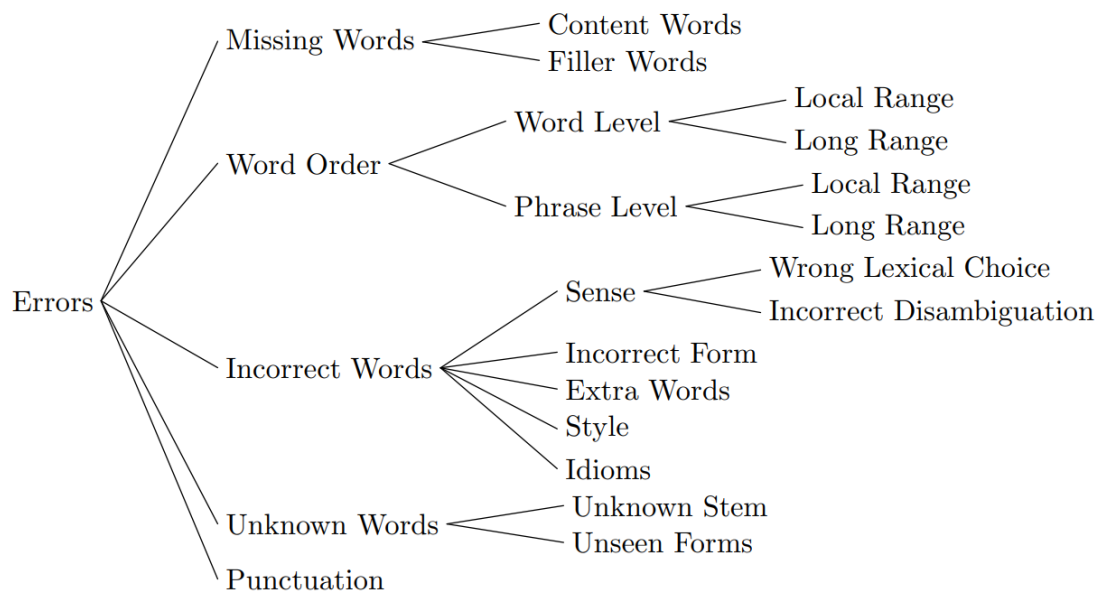 Errors
Missing Words
Content Words
Filler Words
Word Order
Word Level
Local Range
Long Range
Phrase Level
Local Range
Long Range
Incorrect Words
Sense
Wrong Lexical Choice
Incorrect Disambiguation
Incorrect Form
Extra Words
Style
Idioms
Unknown Words
Unknown Stem
Unseen Forms
Punctuation